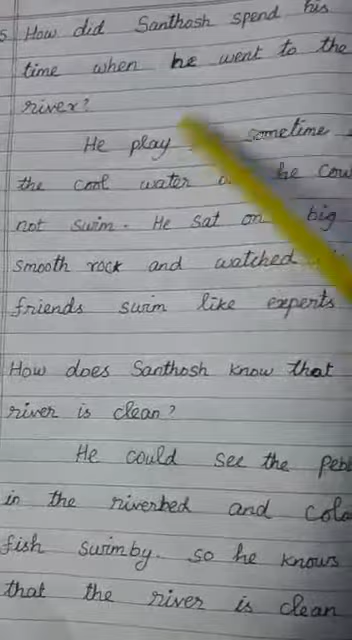 5 How did Santhosh spend his
time when he went to the
river?
He play sometime
the cool water he
not swim. He sat on big
smooth rock and watched
friends swim like experts
How does Santhosh know that
river is clean?
He could see the
in the riverbed and
fish swimby. so he knows
that the river is clean